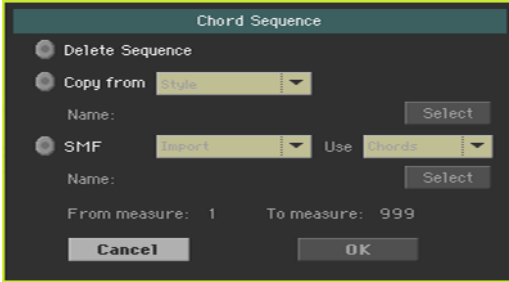 Chord Sequence
Delete Sequence
Copy from Style
Name: Select
SMF Import Use Chords
Name: Select
From measure: 1 To measure: 999
Cancel OK